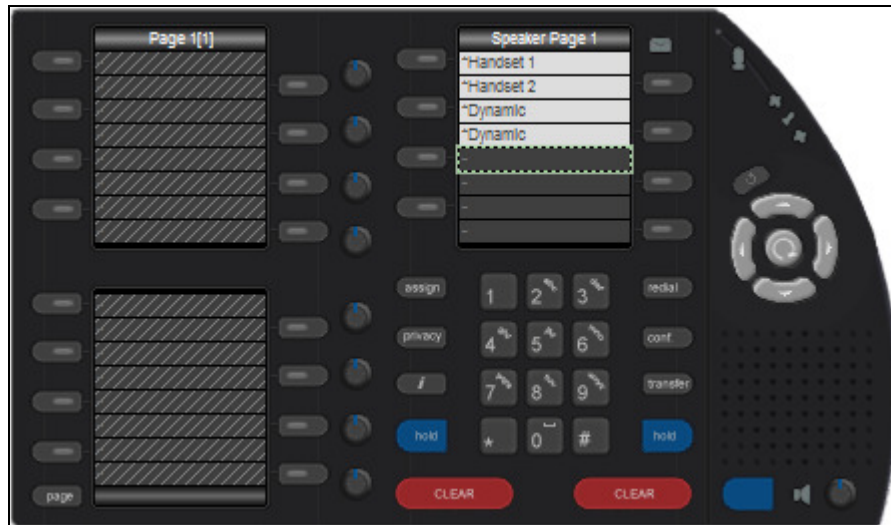 Page 1[1]
Speaker Page 1
*Handset 1
*Handset 2
*Dynamic
*Dynamic
-
-
-
-
assign
1
2
3
redial
privacy
4
5
6
conf.
i
7
8
9
transfer
hold
*
0
#
hold
page
CLEAR
CLEAR